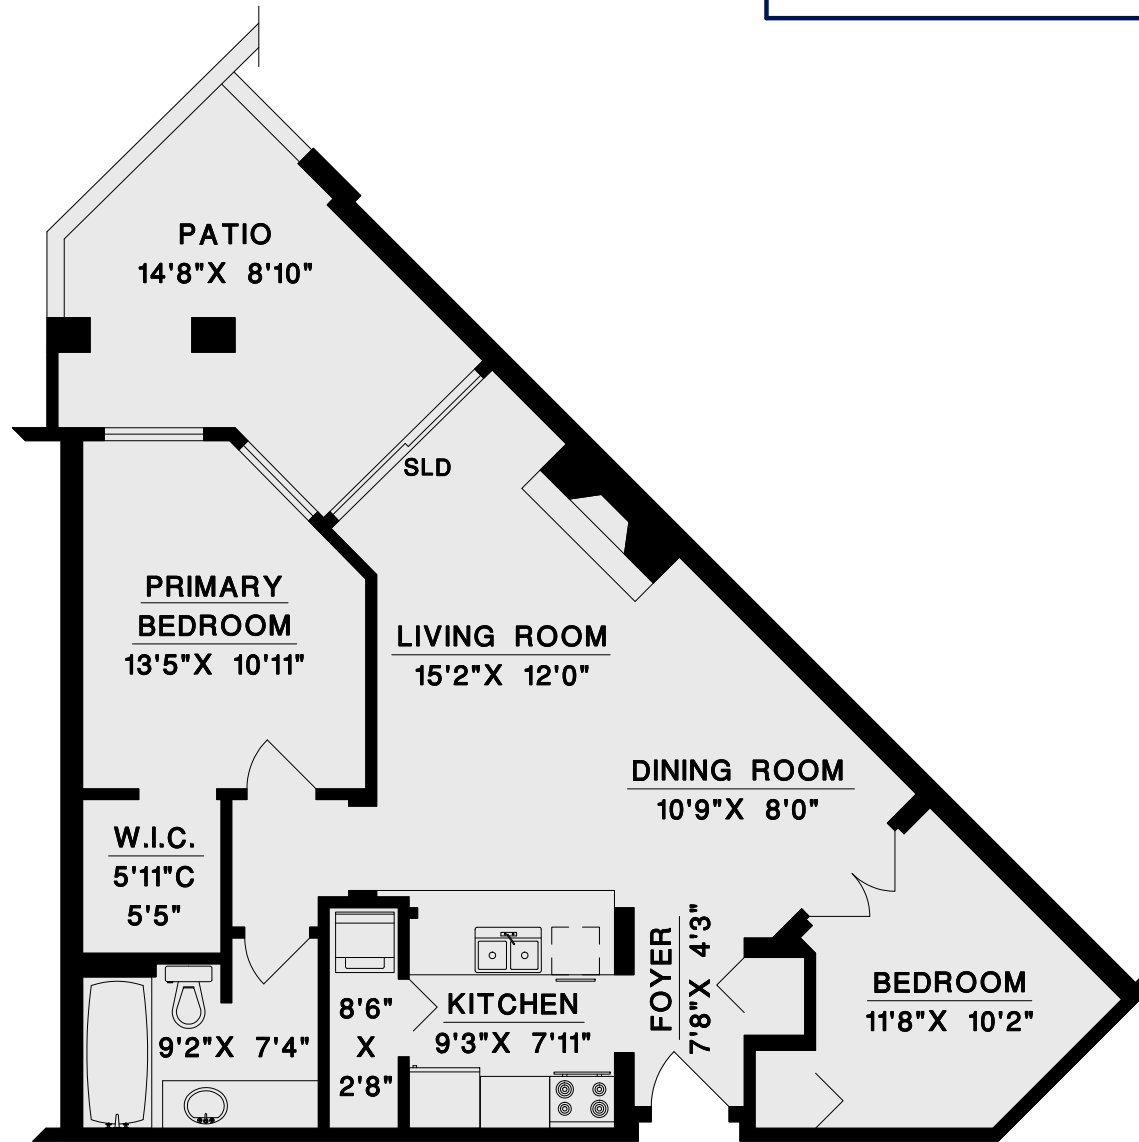 PATIO
14'8"X 8'10"
SLD
PRIMARY
BEDROOM
13'5"X 10'11"
LIVING ROOM
15'2"X 12'0"
DINING ROOM
10'9"X 8'0"
W.I.C.
5'11"C
5'5"
FOYER
7'8"X 4'3"
BEDROOM
11'8"X 10'2"
KITCHEN
9'3"X 7'11"
8'6"
X
2'8"
9'2"X 7'4"